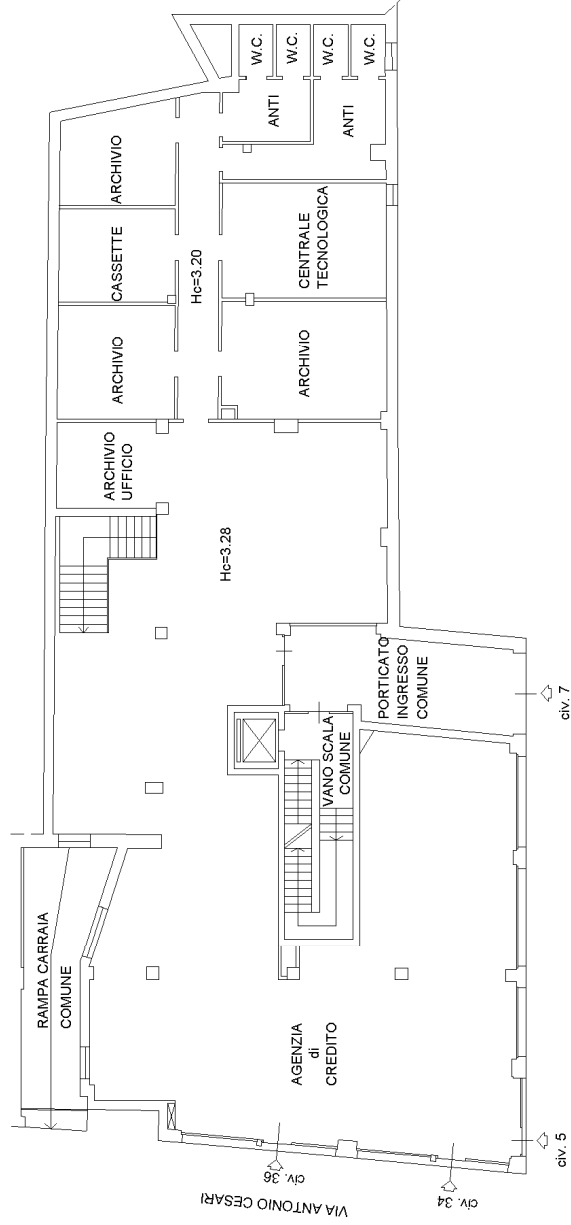 W.C.
W.C.
W.C.
W.C.
ANTI
ANTI
ARCHIVIO
CASSETTE
CENTRALE
TECNOLOGICA
Hc=3.20
ARCHIVIO
ARCHIVIO
ARCHIVIO
UFFICIO
Hc=3.28
PORTICATO
INGRESSO
COMUNE
civ. 7
VANO SCALA
COMUNE
RAMPA CARRAIA
COMUNE
AGENZIA
di
CREDITO
civ. 5
civ. 36
civ. 34
VIA ANTONIO CESARI